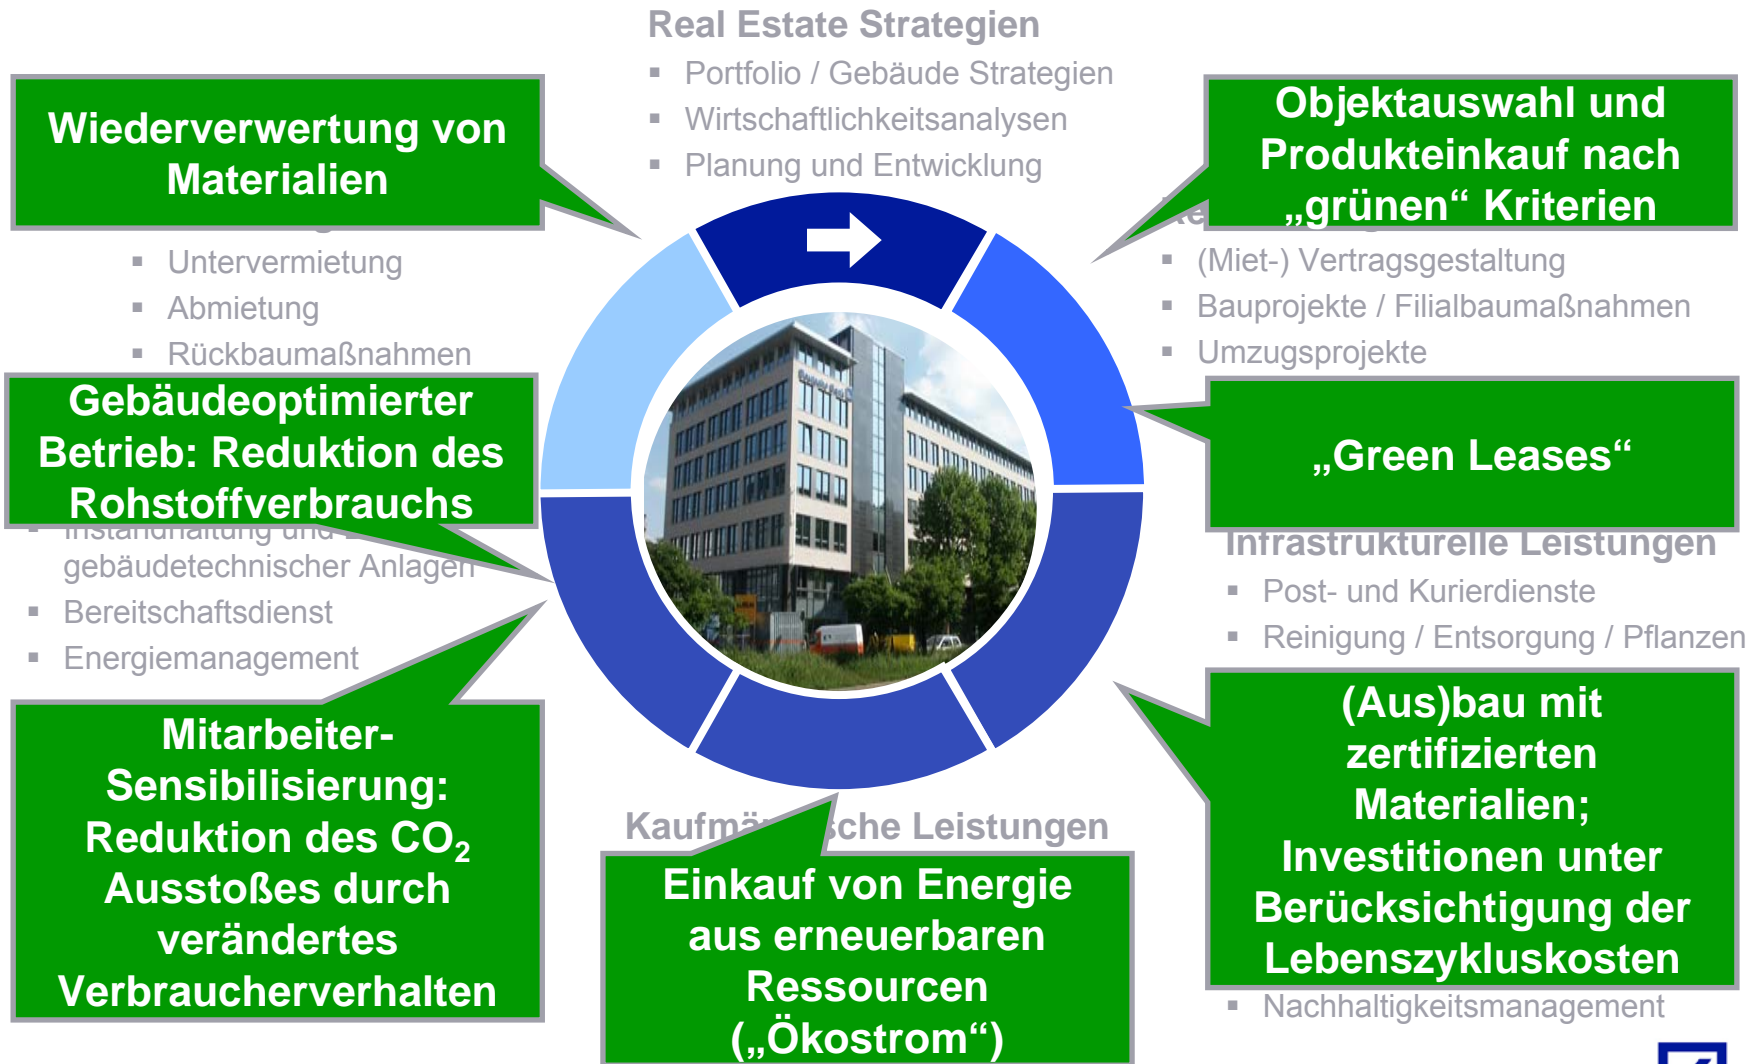 Real Estate Strategien
▪ Portfolio / Gebäude Strategien
▪ Wirtschaftlichkeitsanalysen
▪ Planung und Entwicklung
Wiederverwertung von
Materialien
▪ Untervermietung
▪ Abmietung
▪ Rückbaumaßnahmen
Objektauswahl und
Produkteinkauf nach
„grünen“ Kriterien
▪ (Miet-) Vertragsgestaltung
▪ Bauprojekte / Filialbaumaßnahmen
▪ Umzugsprojekte
Gebäudeoptimierter
Betrieb: Reduktion des
Rohstoffverbrauchs
▪ Instandhaltung und
gebäudetechnischer Anlagen
▪ Bereitschaftsdienst
▪ Energiemanagement
„Green Leases“
Infrastrukturelle Leistungen
▪ Post- und Kurierdienste
▪ Reinigung / Entsorgung / Pflanzen
Mitarbeiter-
Sensibilisierung:
Reduktion des CO₂
Ausstoßes durch
verändertes
Verbraucherverhalten
Leistungen
Einkauf von Energie
aus erneuerbaren
Ressourcen
(„Ökostrom“)
(Aus)bau mit
zertifizierten
Materialien;
Investitionen unter
Berücksichtigung der
Lebenszykluskosten
▪ Nachhaltigkeitsmanagement